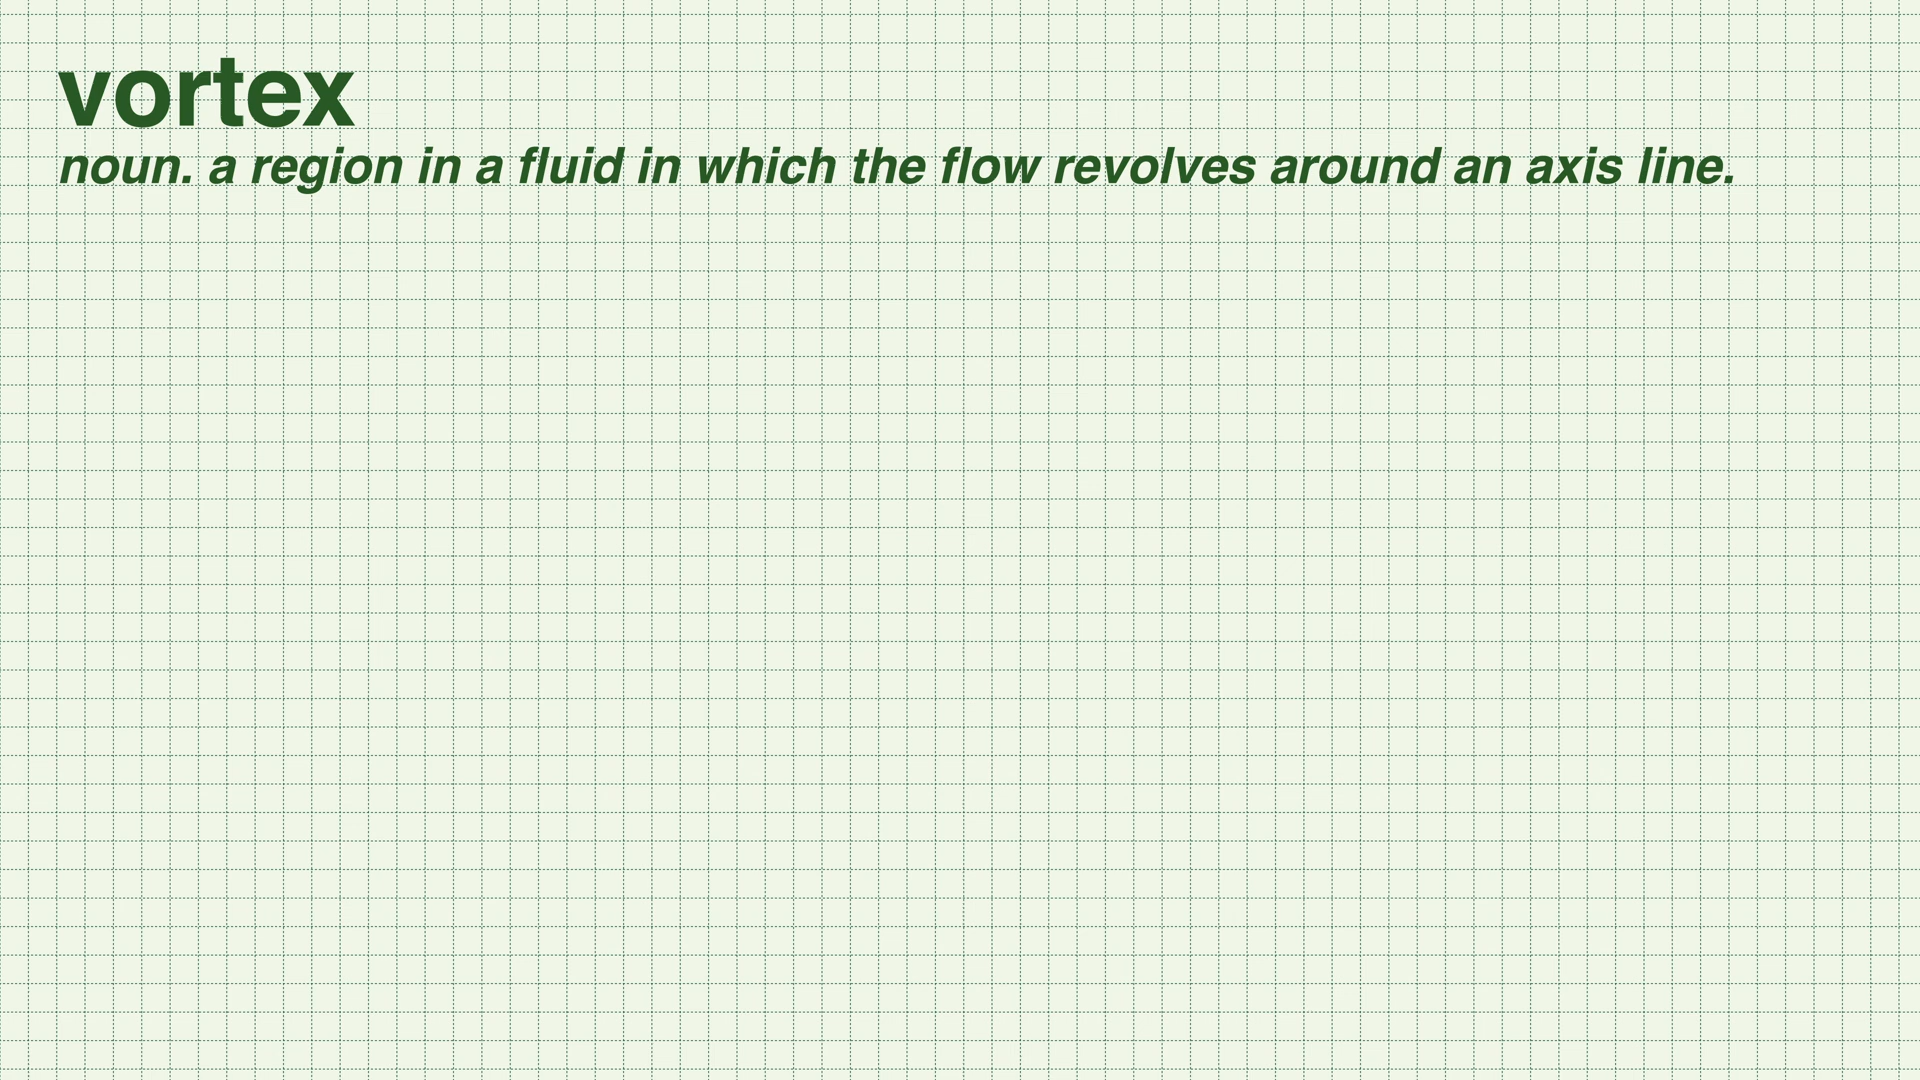 vortex
noun. a region in a fluid in which the flow revolves around an axis line.